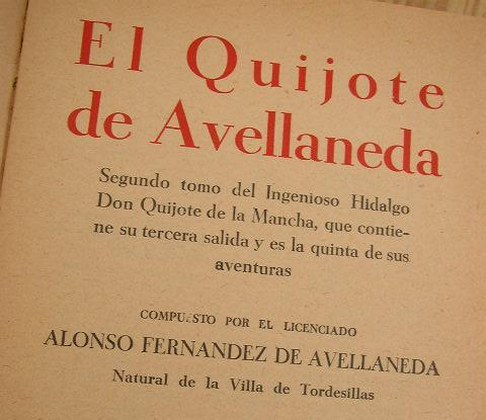 El Quijote
de Avellaneda
Segundo tomo del Ingenioso Hidalgo
Don Quijote de la Mancha, que contie-
ne su tercera salida y es la quinta de sus
aventuras
COMPUESTO POR EL LICENCIADO
ALONSO FERNANDEZ DE AVELLANEDA
Natural de la Villa de Tordesillas